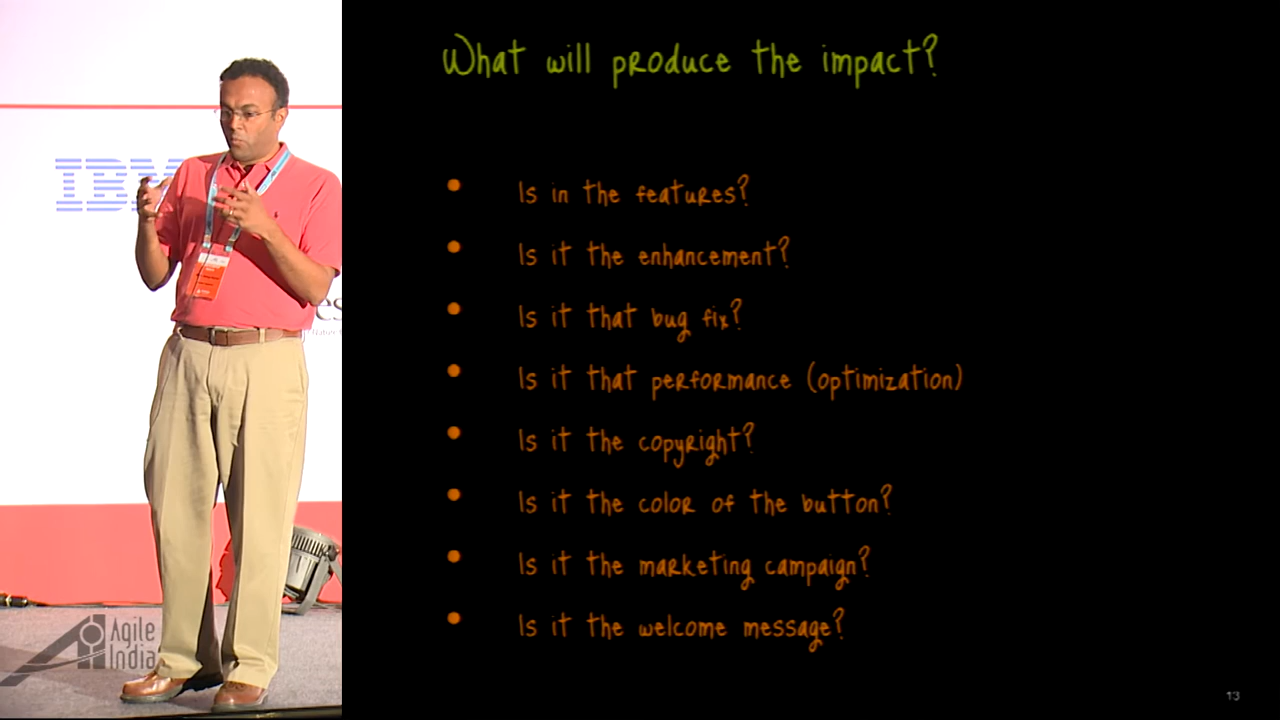 What will produce the impact?
Is in the features?
Is it the enhancement?
Is it that bug fix?
Is it that performance (optimization)
Is it the copyright?
Is it the color of the button?
Is it the marketing campaign?
Is it the welcome message?
13
IBM
Agile
India